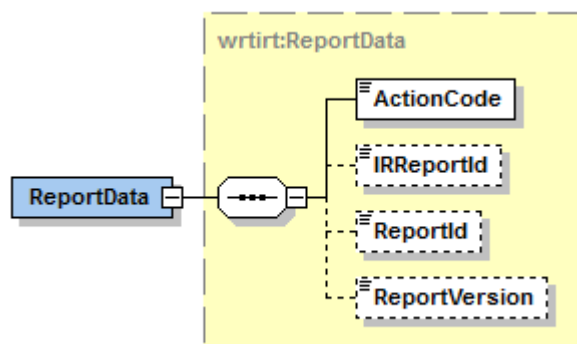 wrtirt:ReportData
ActionCode
IRReportId
ReportData
ReportId
ReportVersion